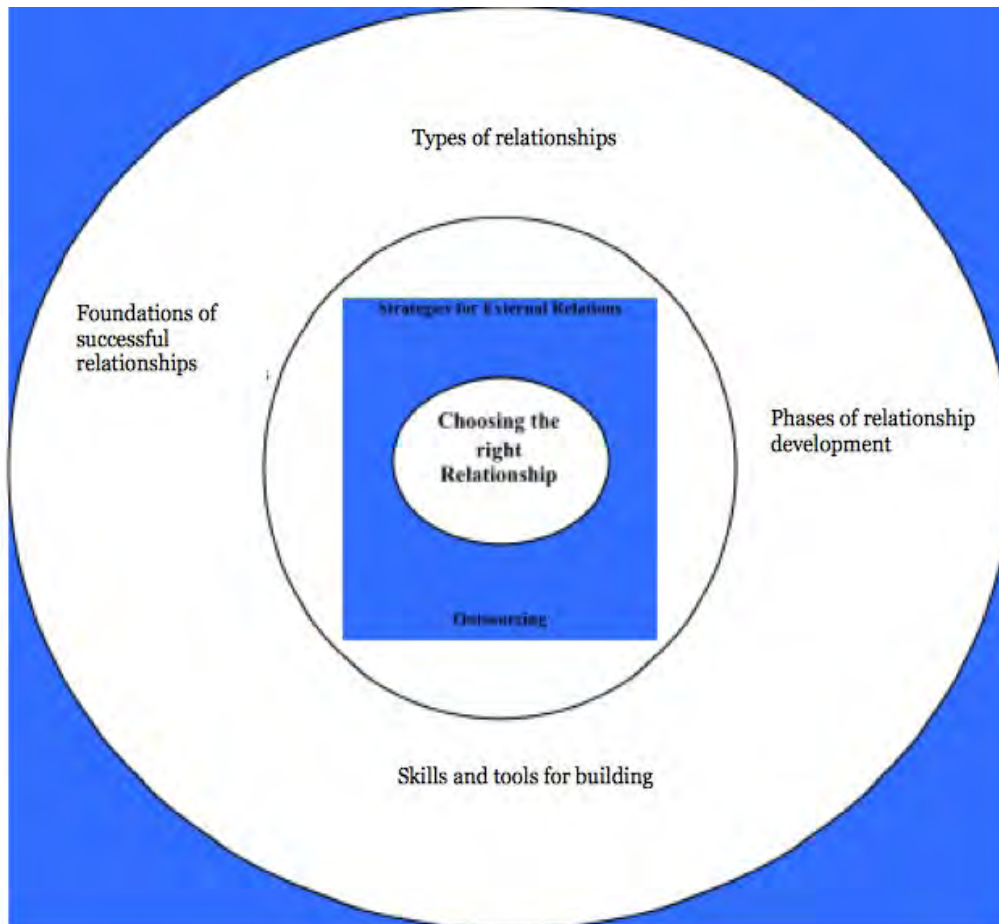 Types of relationships
Foundations of
successful
relationships
Strategies for External Relations
Choosing the
right
Relationship
Phases of relationship
development
Outsourcing
Skills and tools for building